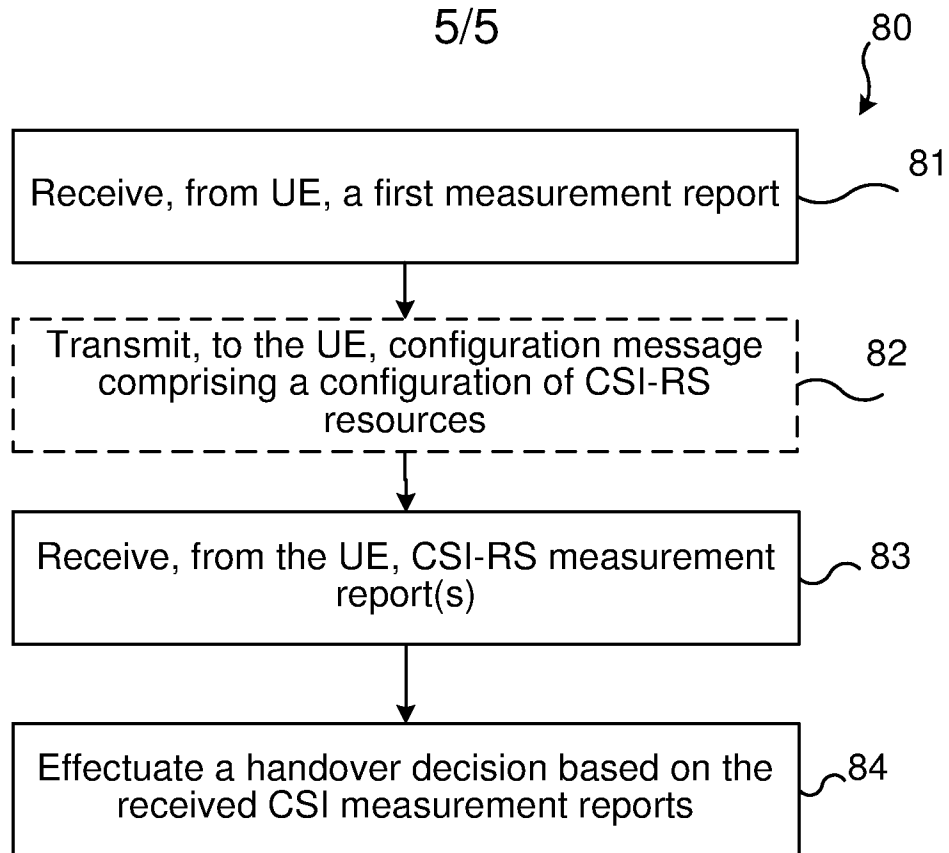 5/5
80
Receive, from UE, a first measurement report
81
Transmit, to the UE, configuration message
comprising a configuration of CSI-RS
resources
82
Receive, from the UE, CSI-RS measurement
report(s)
83
Effectuate a handover decision based on the
received CSI measurement reports
84